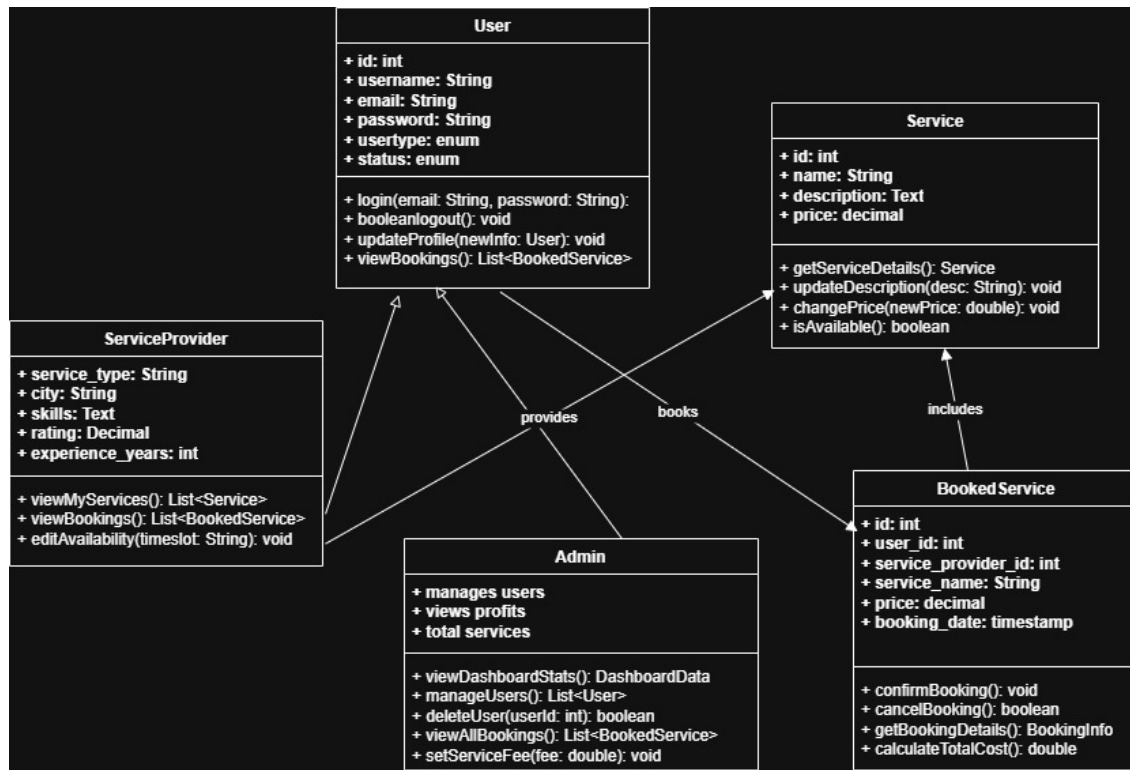 User
+ id: int
+ username: String
+ email: String
+ password: String
+ usertype: enum
+ status: enum
+ login(email: String, password: String):
+ booleanlogout(): void
+ updateProfile(newInfo: User): void
+ viewBookings(): List<BookedService>
Service
+ id: int
+ name: String
+ description: Text
+ price: decimal
+ getServiceDetails(): Service
+ updateDescription(desc: String): void
+ changePrice(newPrice: double): void
+ isAvailable(): boolean
ServiceProvider
+ service_type: String
+ city: String
+ skills: Text
+ rating: Decimal
+ experience_years: int
+ viewMyServices(): List<Service>
+ viewBookings(): List<BookedService>
+ editAvailability(timeslot: String): void
provides
books
includes
Admin
+ manages users
+ views profits
+ total services
+ viewDashboardStats(): DashboardData
+ manageUsers(): List<User>
+ deleteUser(userId: int): boolean
+ viewAllBookings(): List<BookedService>
+ setServiceFee(fee: double): void
BookedService
+ id: int
+ user_id: int
+ service_provider_id: int
+ service_name: String
+ price: decimal
+ booking_date: timestamp
+ confirmBooking(): void
+ cancelBooking(): boolean
+ getBookingDetails(): BookingInfo
+ calculateTotalCost(): double